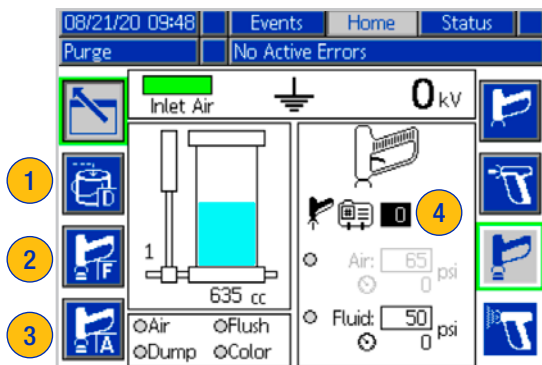 08/21/20 09:48 Events Home Status
Purge No Active Errors
Inlet Air 0 kV
1 D
2 F
0 4
1
Air: 65 psi
0
635 cc
Fluid: 50 psi
0
3 A
Air Flush
Dump Color